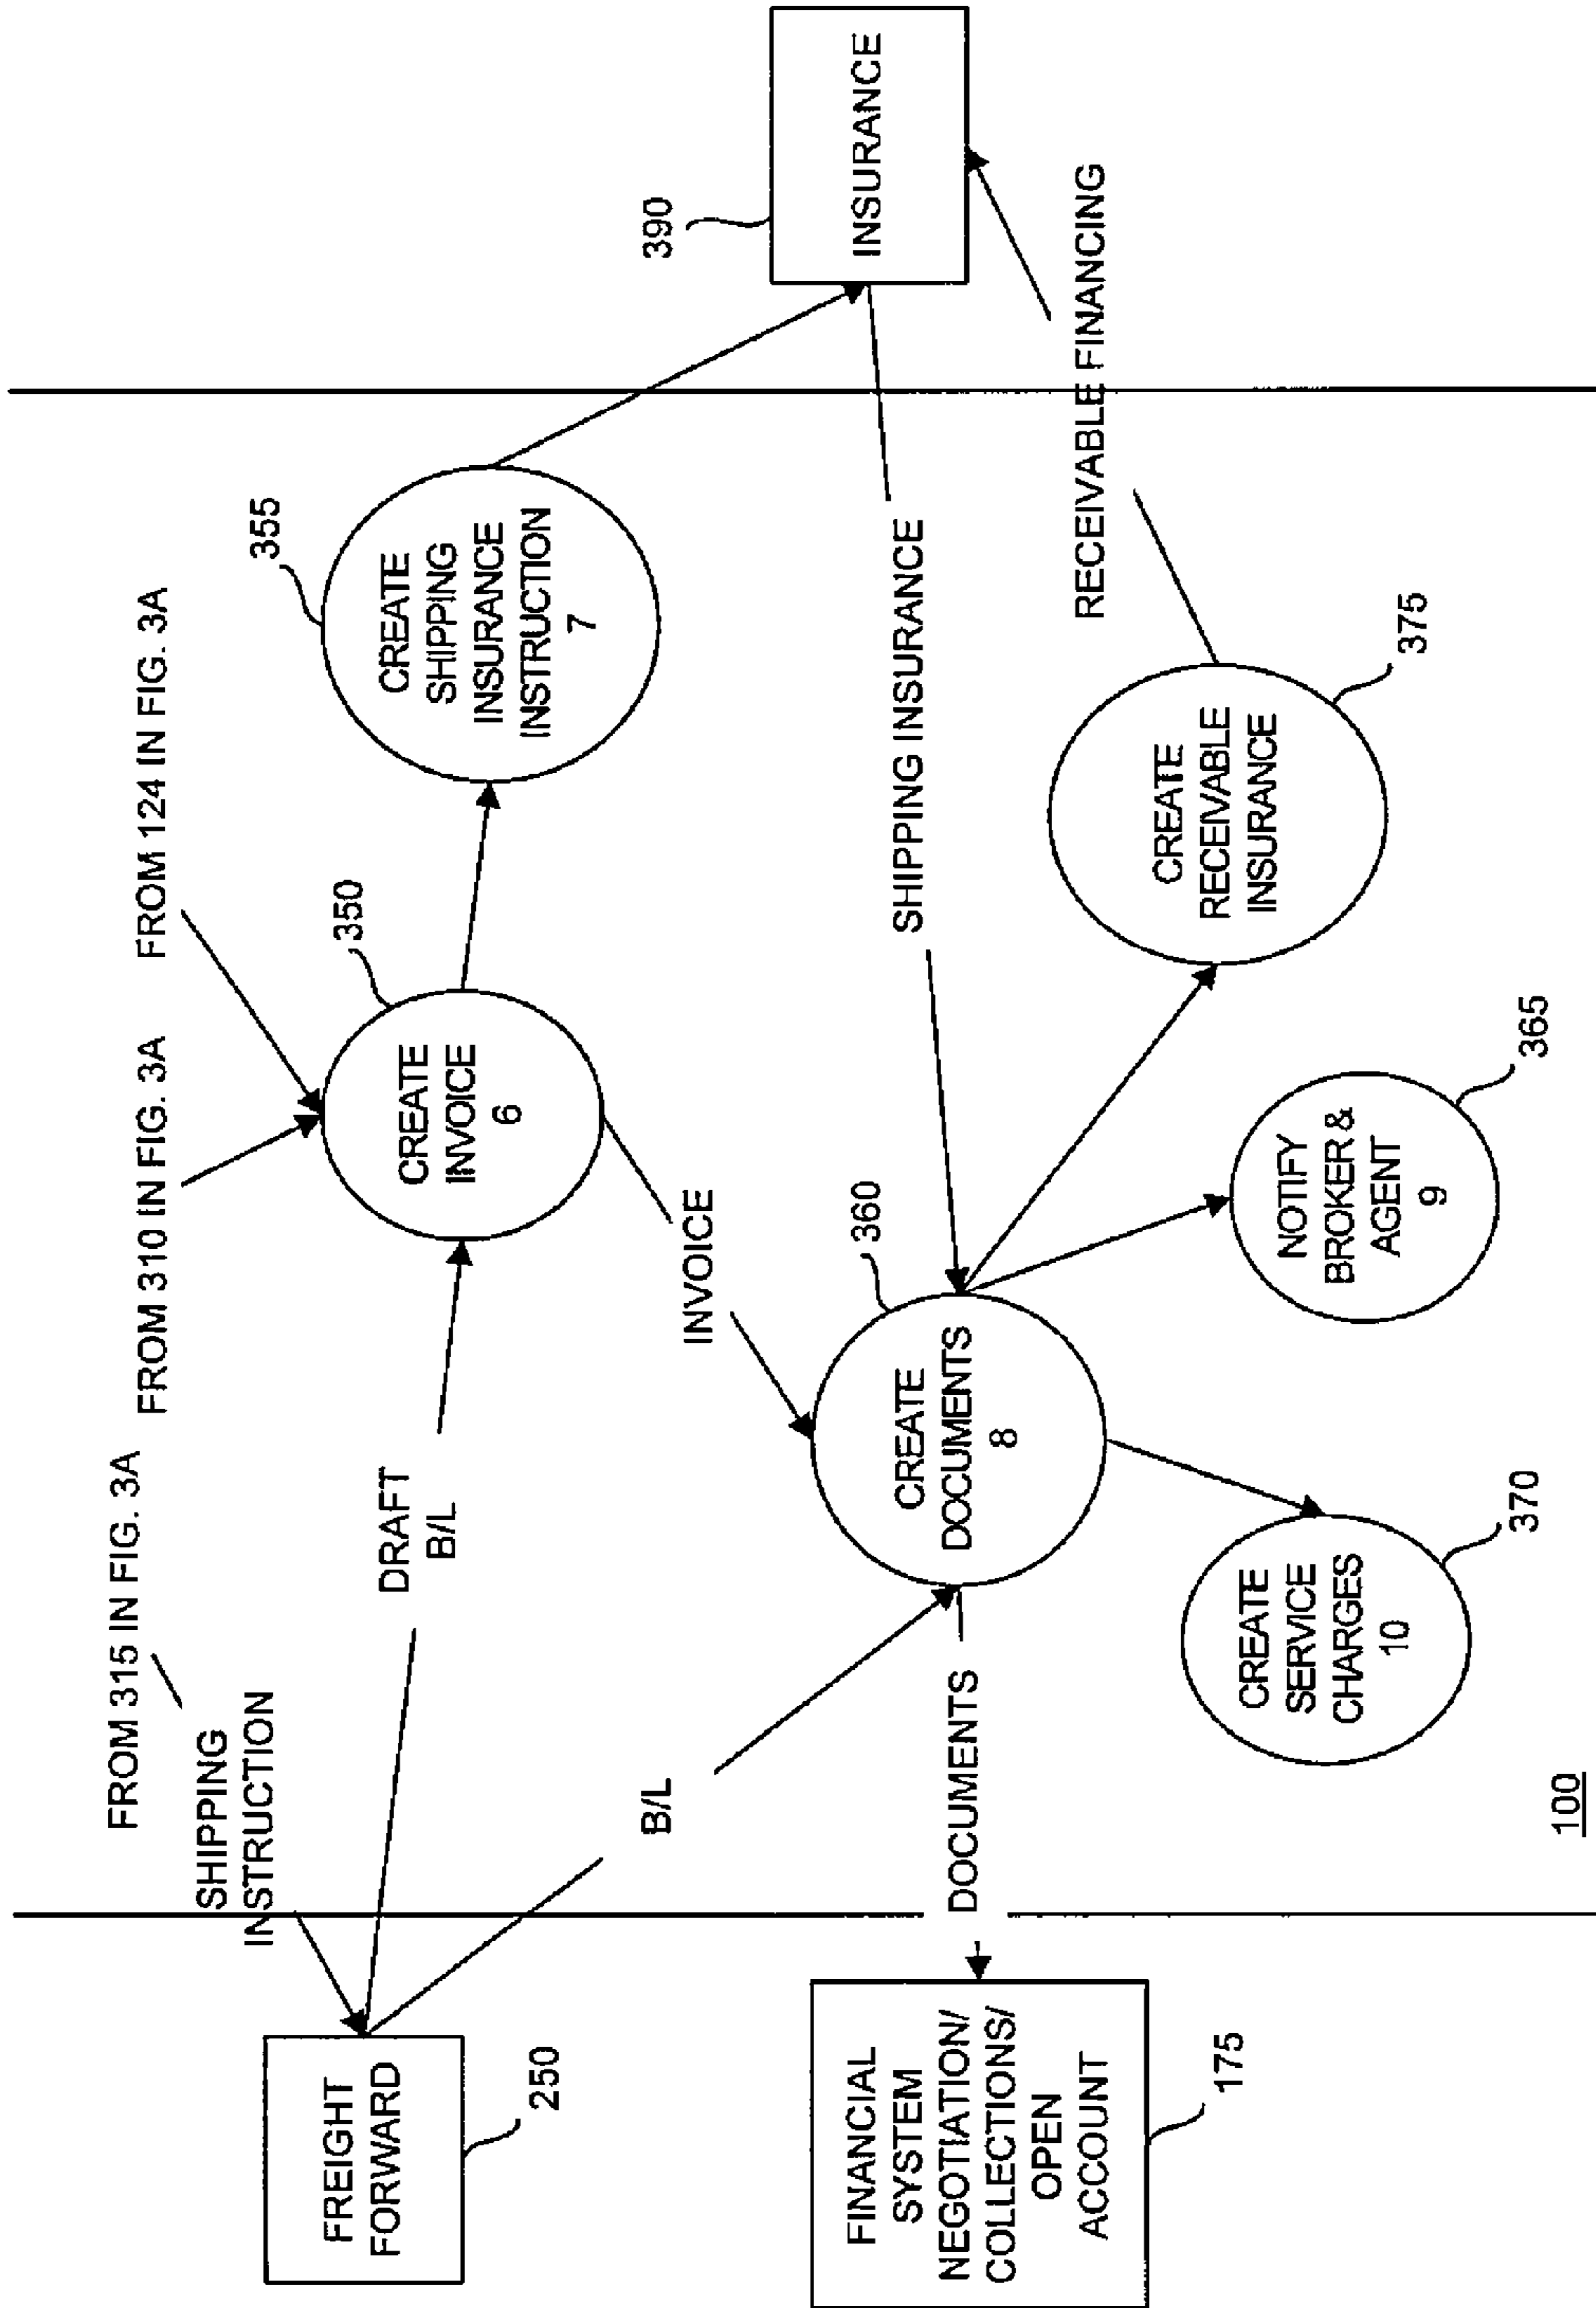 FROM 315 IN FIG. 3A
FROM 310 IN FIG. 3A
FROM 124 IN FIG. 3A
SHIPPING
INSTRUCTION
FREIGHT
FORWARD
250
DRAFT
B/L
CREATE
INVOICE
6
350
CREATE
SHIPPING
INSURANCE
INSTRUCTION
7
355
B/L
INVOICE
390
INSURANCE
FINANCIAL
SYSTEM
NEGOTIATION/
COLLECTIONS/
OPEN
ACCOUNT
175
DOCUMENTS
CREATE
DOCUMENTS
8
360
SHIPPING INSURANCE
RECEIVABLE FINANCING
CREATE
SERVICE
CHARGES
10
370
NOTIFY
BROKER &
AGENT
9
365
CREATE
RECEIVABLE
INSURANCE
375
100